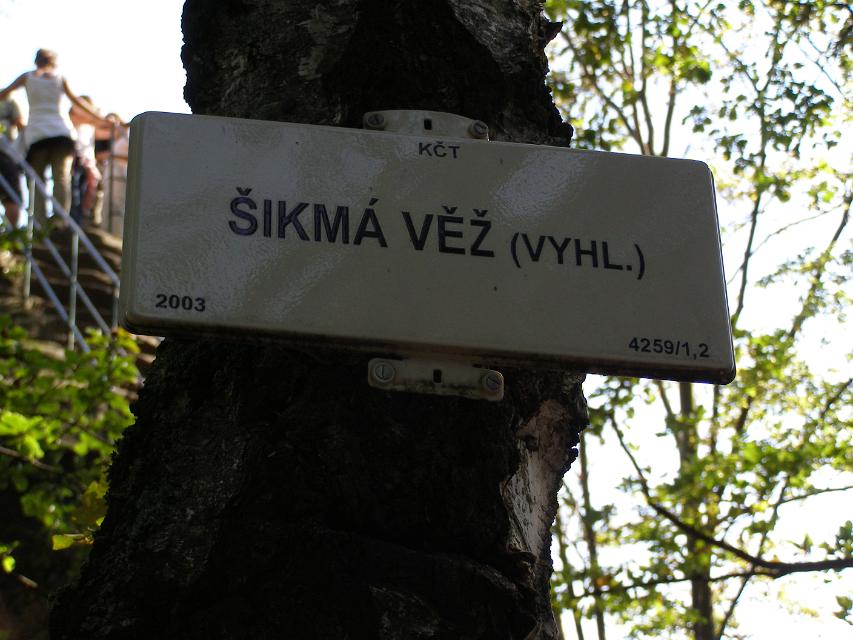 KČT
ŠIKMÁ VĚŽ (VYHL.)
2003
4259/1,2